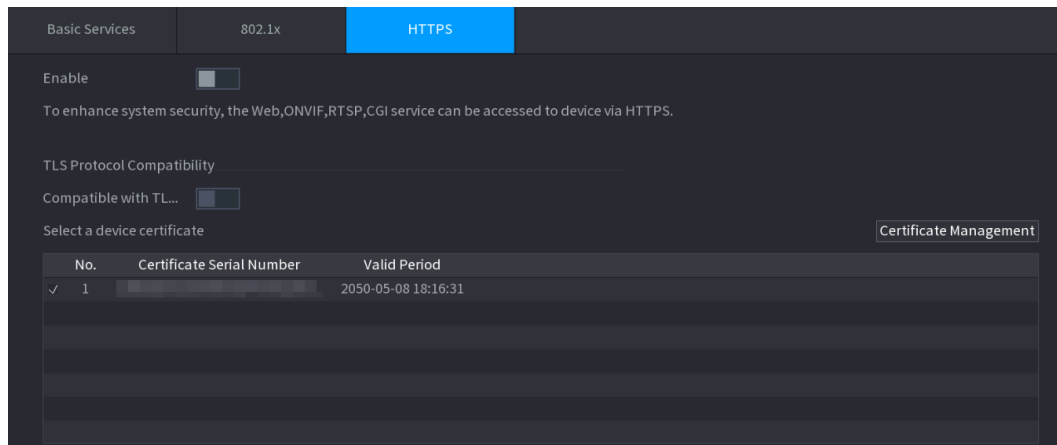 Basic Services 802.1x HTTPS
Enable
To enhance system security, the Web,ONVIF,RTSP,CGI service can be accessed to device via HTTPS.
TLS Protocol Compatibility
Compatible with TL...
Select a device certificate Certificate Management
No. Certificate Serial Number Valid Period
1 2050-05-08 18:16:31